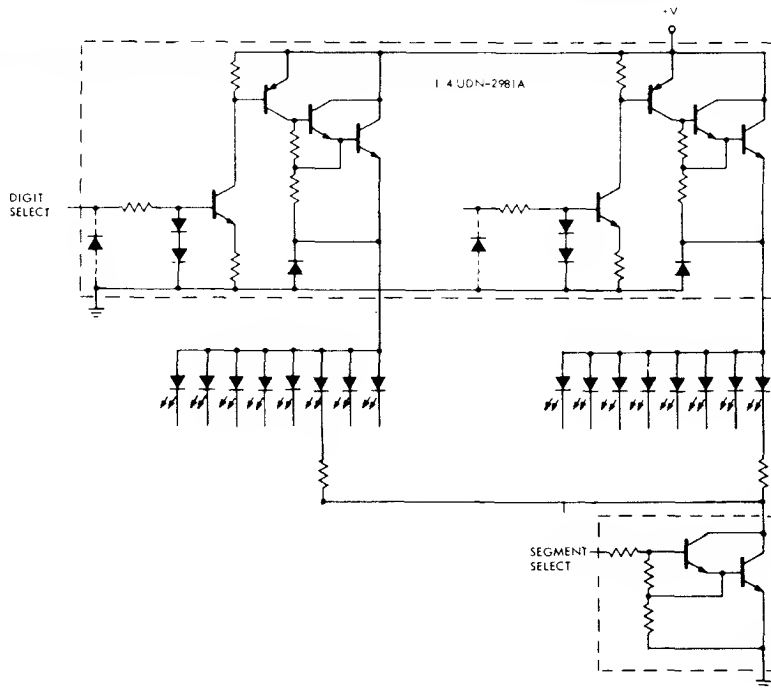 +V
1 4 UDN-2981A
DIGIT
SELECT
SEGMENT
SELECT